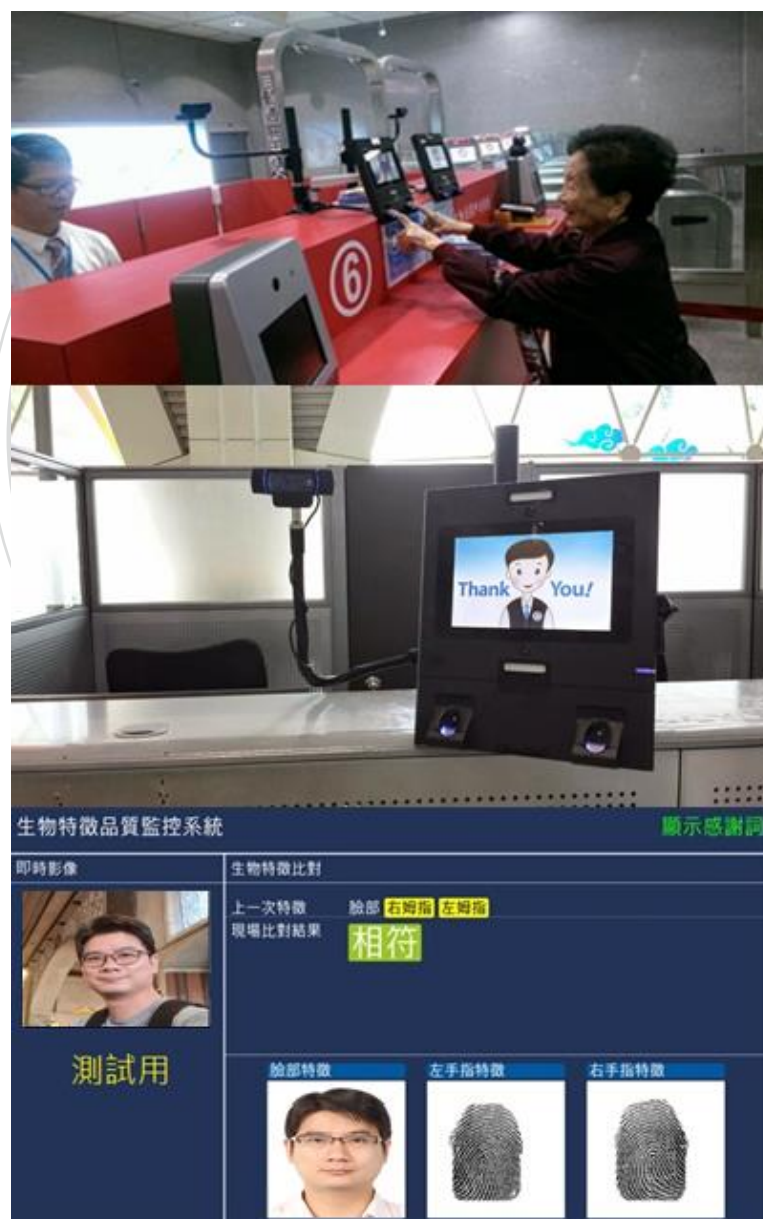 ⑥
Thank You!
生物特徵品質監控系統
顯示感謝詞
即時影像
生物特徵比對
上一次特徵 臉部 右姆指 左姆指
現場比對結果 相符
測試用
臉部特徵 左手指特徵 右手指特徵